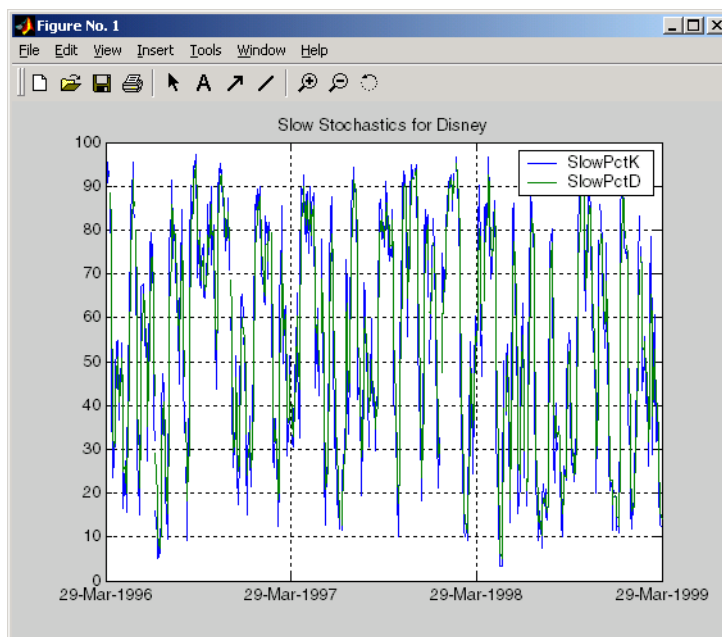 Figure No. 1
File Edit View Insert Tools Window Help
A
Slow Stochastics for Disney
SlowPctK
SlowPctD
100
90
80
70
60
50
40
30
20
10
0
29-Mar-1996 29-Mar-1997 29-Mar-1998 29-Mar-1999